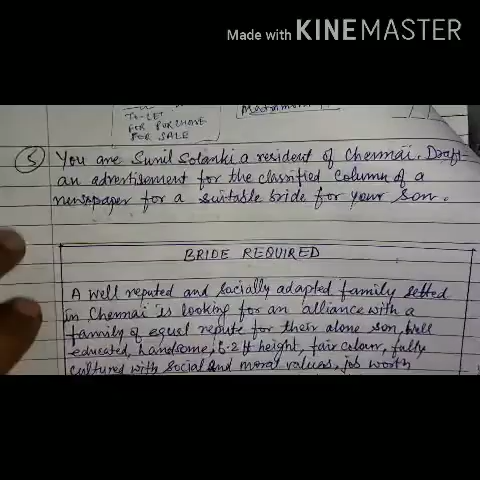 Made with KINEMASTER
TO-LET
FOR PURCHASE
FOR SALE
5 You are Sunil Solanki a resident of Chennai. Draft
an advertisement for the classified column of a
newspaper for a suitable bride for your son.
BRIDE REQUIRED
A well reputed and socially adapted family settled
in Chennai is looking for an alliance with a
family of equal repute for their alone son, well
educated, handsome, 6.2 ft height, fair colour, fully
cultured with social and moral values, job worth